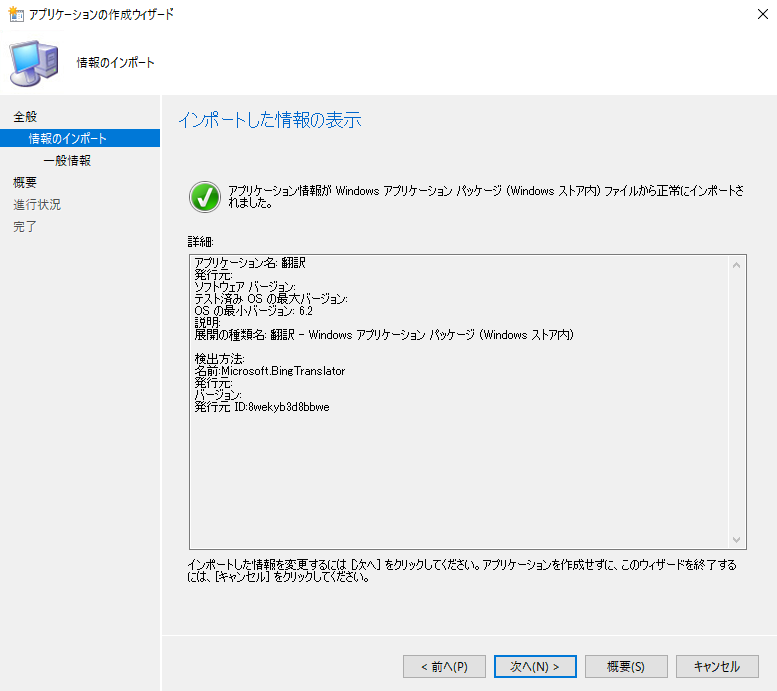 アプリケーションの作成ウィザード
情報のインポート
全般
情報のインポート
一般情報
概要
進行状況
完了
インポートした情報の表示
アプリケーション情報が Windows アプリケーション パッケージ (Windows ストア内) ファイルから正常にインポートさ
れました。
詳細:
アプリケーション名: 翻訳
発行元:
ソフトウェア バージョン:
テスト済み OS の最大バージョン:
OS の最小バージョン: 6.2
説明:
展開の種類名: 翻訳 - Windows アプリケーション パッケージ (Windows ストア内)
検出方法:
名前:Microsoft.BingTranslator
発行元:
バージョン:
発行元 ID:8wekyb3d8bbwe
インポートした情報を変更するには [次へ] をクリックしてください。アプリケーションを作成せずに、このウィザードを終了する
には、[キャンセル] をクリックしてください。
< 前へ(P)
次へ(N) >
概要(S)
キャンセル